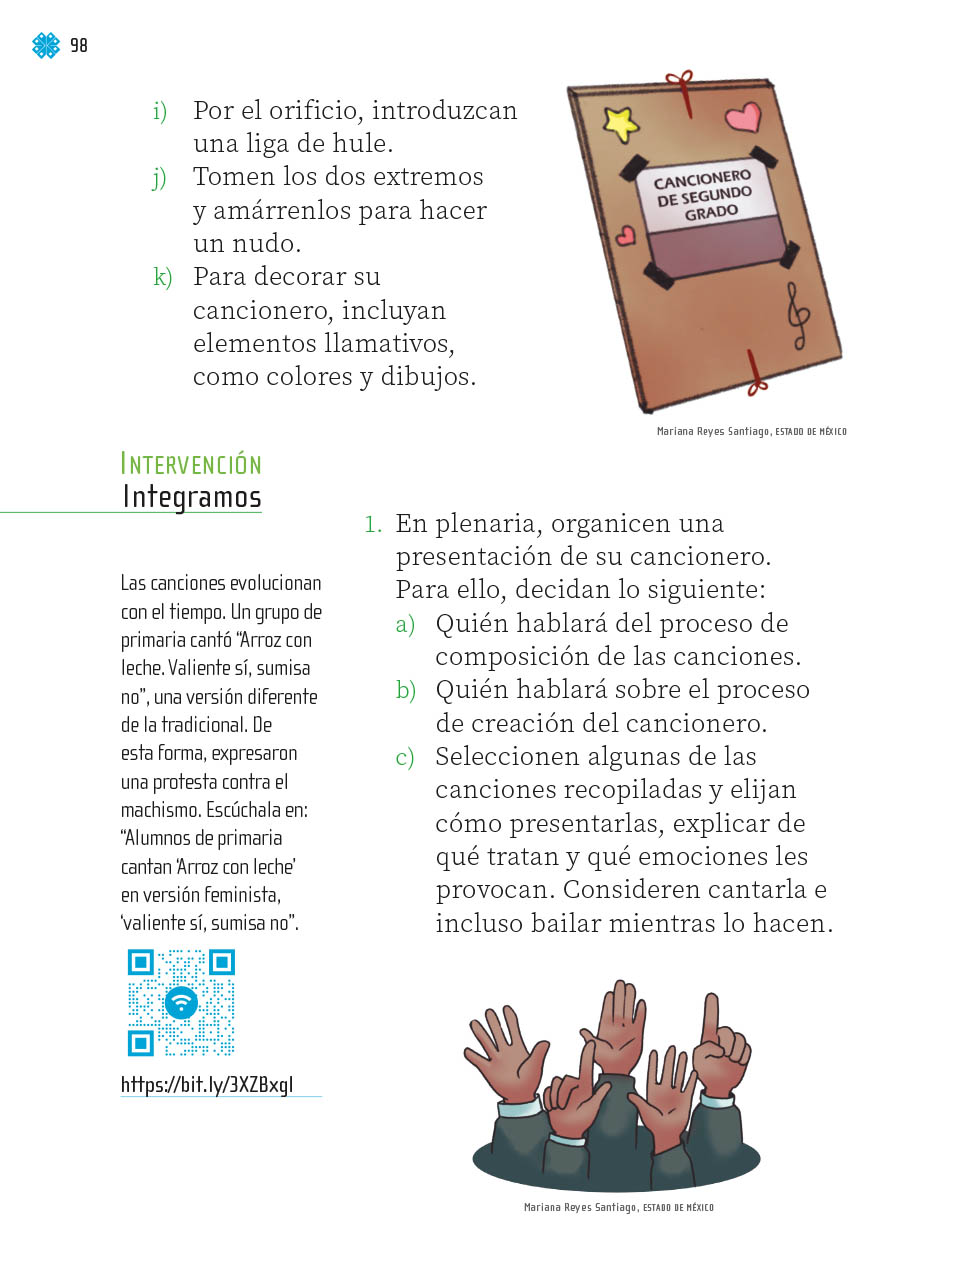 98
i) Por el orificio, introduzcan
una liga de hule.
j) Tomen los dos extremos
y amárrenlos para hacer
un nudo.
k) Para decorar su
cancionero, incluyan
elementos llamativos,
como colores y dibujos.
CANCIONERO
DE SEGUNDO
GRADO
Mariana Reyes Santiago, ESTADO DE MÉXICO
INTERVENCIÓN
Integramos
Las canciones evolucionan
con el tiempo. Un grupo de
primaria cantó “Arroz con
leche. Valiente sí, sumisa
no”, una versión diferente
de la tradicional. De
esta forma, expresaron
una protesta contra el
machismo. Escúchala en:
“Alumnos de primaria
cantan ‘Arroz con leche’
en versión feminista,
‘valiente sí, sumisa no”.
https://bit.ly/3XZBxgl
1. En plenaria, organicen una
presentación de su cancionero.
Para ello, decidan lo siguiente:
a) Quién hablará del proceso de
composición de las canciones.
b) Quién hablará sobre el proceso
de creación del cancionero.
c) Seleccionen algunas de las
canciones recopiladas y elijan
cómo presentarlas, explicar de
qué tratan y qué emociones les
provocan. Consideren cantarla e
incluso bailar mientras lo hacen.
Mariana Reyes Santiago, ESTADO DE MÉXICO